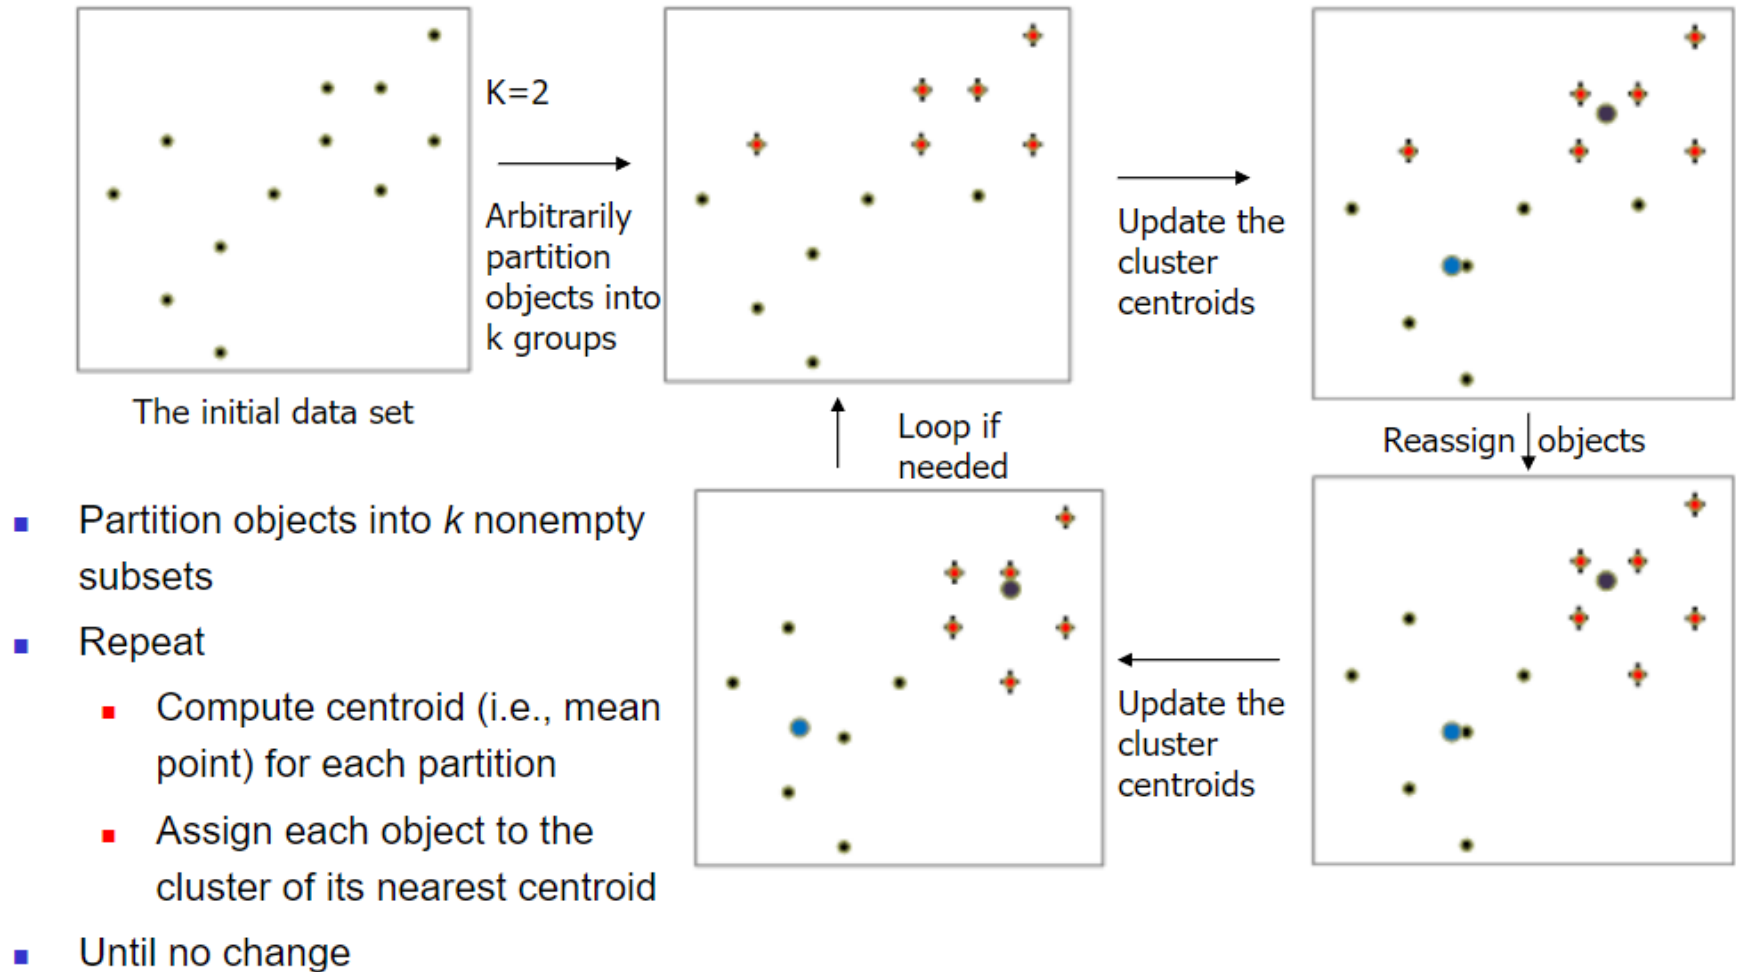 K=2
Arbitrarily
partition
objects into
k groups
Update the
cluster
centroids
The initial data set
Loop if
needed
Reassign objects
Update the
cluster
centroids
Partition objects into k nonempty
subsets
Repeat
Compute centroid (i.e., mean
point) for each partition
Assign each object to the
cluster of its nearest centroid
Until no change